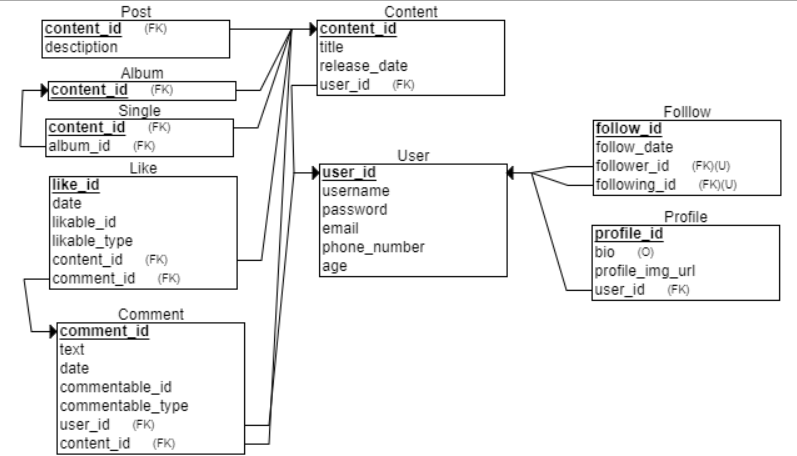 Post
content_id (FK)
desctiption
Album
content_id (FK)
Single
content_id (FK)
album_id (FK)
Like
like_id
date
likable_id
likable_type
content_id (FK)
comment_id (FK)
Comment
comment_id
text
date
commentable_id
commentable_type
user_id (FK)
content_id (FK)
Content
content_id
title
release_date
user_id (FK)
User
user_id
username
password
email
phone_number
age
Folllow
follow_id
follow_date
follower_id (FK)(U)
following_id (FK)(U)
Profile
profile_id
bio (O)
profile_img_url
user_id (FK)